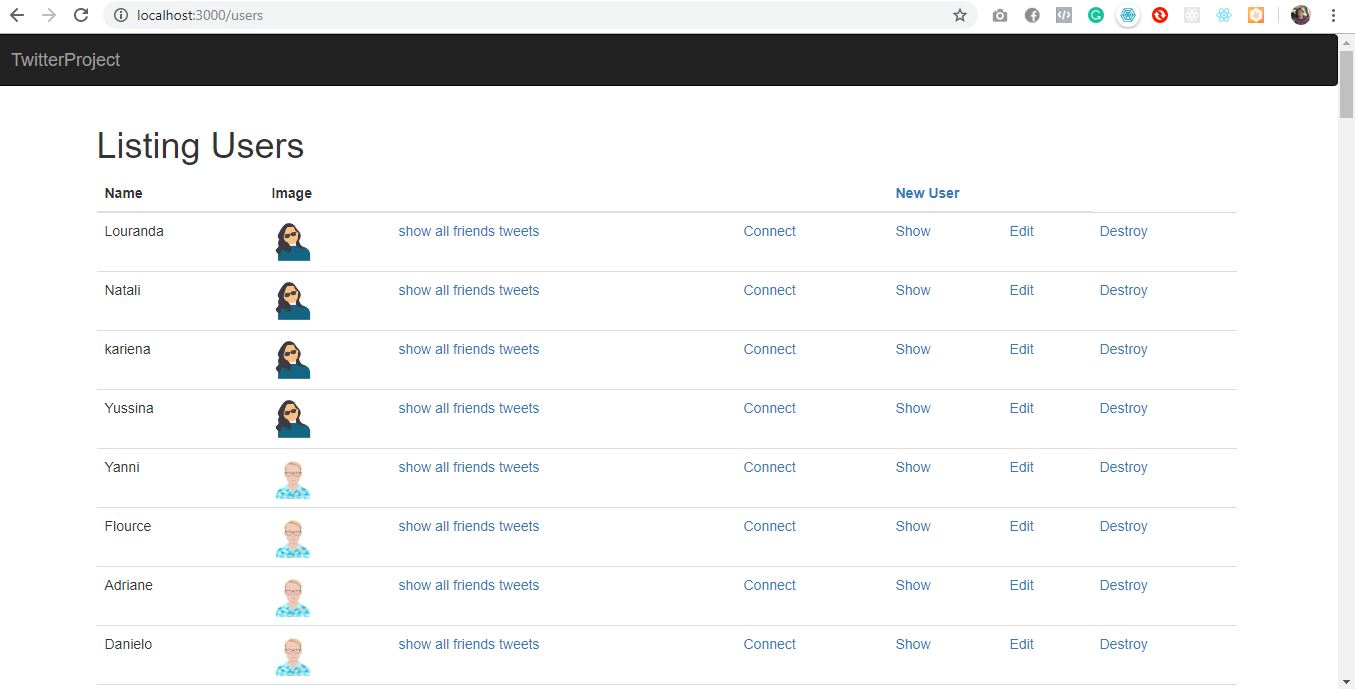 localhost:3000/users
TwitterProject
Listing Users
Name Image New User
Louranda show all friends tweets Connect Show Edit Destroy
Natali show all friends tweets Connect Show Edit Destroy
kariena show all friends tweets Connect Show Edit Destroy
Yussina show all friends tweets Connect Show Edit Destroy
Yanni show all friends tweets Connect Show Edit Destroy
Flource show all friends tweets Connect Show Edit Destroy
Adriane show all friends tweets Connect Show Edit Destroy
Danielo show all friends tweets Connect Show Edit Destroy